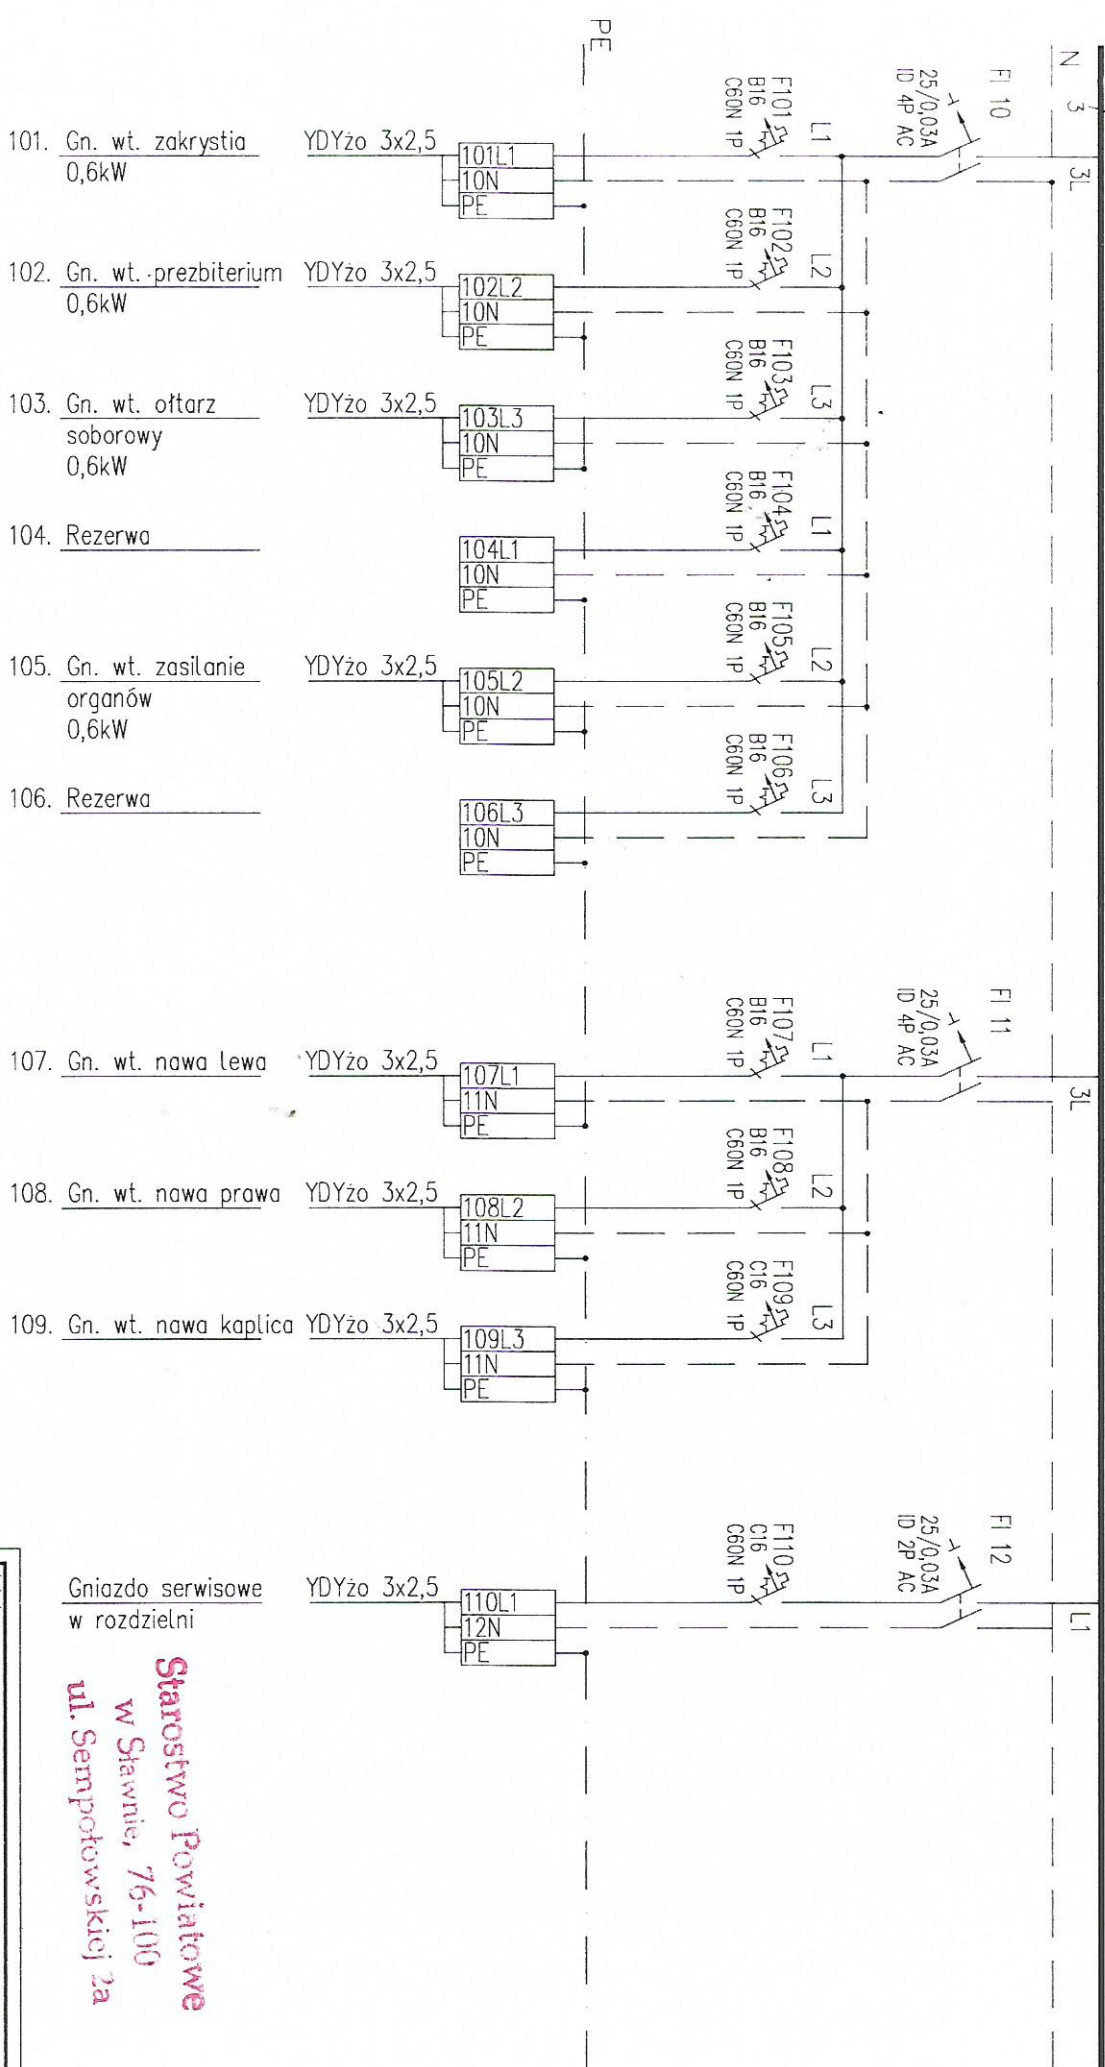 PE
N
3
FI 10
25/0,03A
ID 4P AC
3L
101. Gn. wt. zakrystia
0,6kW
YDYżo 3x2,5
101L1
10N
PE
F101
B16
C60N 1P
L1
102. Gn. wt. prezbiterium
0,6kW
YDYżo 3x2,5
102L2
10N
PE
F102
B16
C60N 1P
L2
103. Gn. wt. ołtarz
soborowy
0,6kW
YDYżo 3x2,5
103L3
10N
PE
F103
B16
C60N 1P
L3
104. Rezerwa
104L1
10N
PE
F104
B16
C60N 1P
L1
105. Gn. wt. zasilanie
organów
0,6kW
YDYżo 3x2,5
105L2
10N
PE
F105
B16
C60N 1P
L2
106. Rezerwa
106L3
10N
PE
F106
B16
C60N 1P
L3
FI 11
25/0,03A
ID 4P AC
3L
107. Gn. wt. nawa lewa
YDYżo 3x2,5
107L1
11N
PE
F107
B16
C60N 1P
L1
108. Gn. wt. nawa prawa
YDYżo 3x2,5
108L2
11N
PE
F108
B16
C60N 1P
L2
109. Gn. wt. nawa kaplica
YDYżo 3x2,5
109L3
11N
PE
F109
C16
C60N 1P
L3
FI 12
25/0,03A
ID 2P AC
L1
Gniazdo serwisowe
w rozdzielni
YDYżo 3x2,5
110L1
12N
PE
F110
C16
C60N 1P
Starostwo Powiatowe
w Sławnie, 76-100
ul. Sempołowskiej 2a